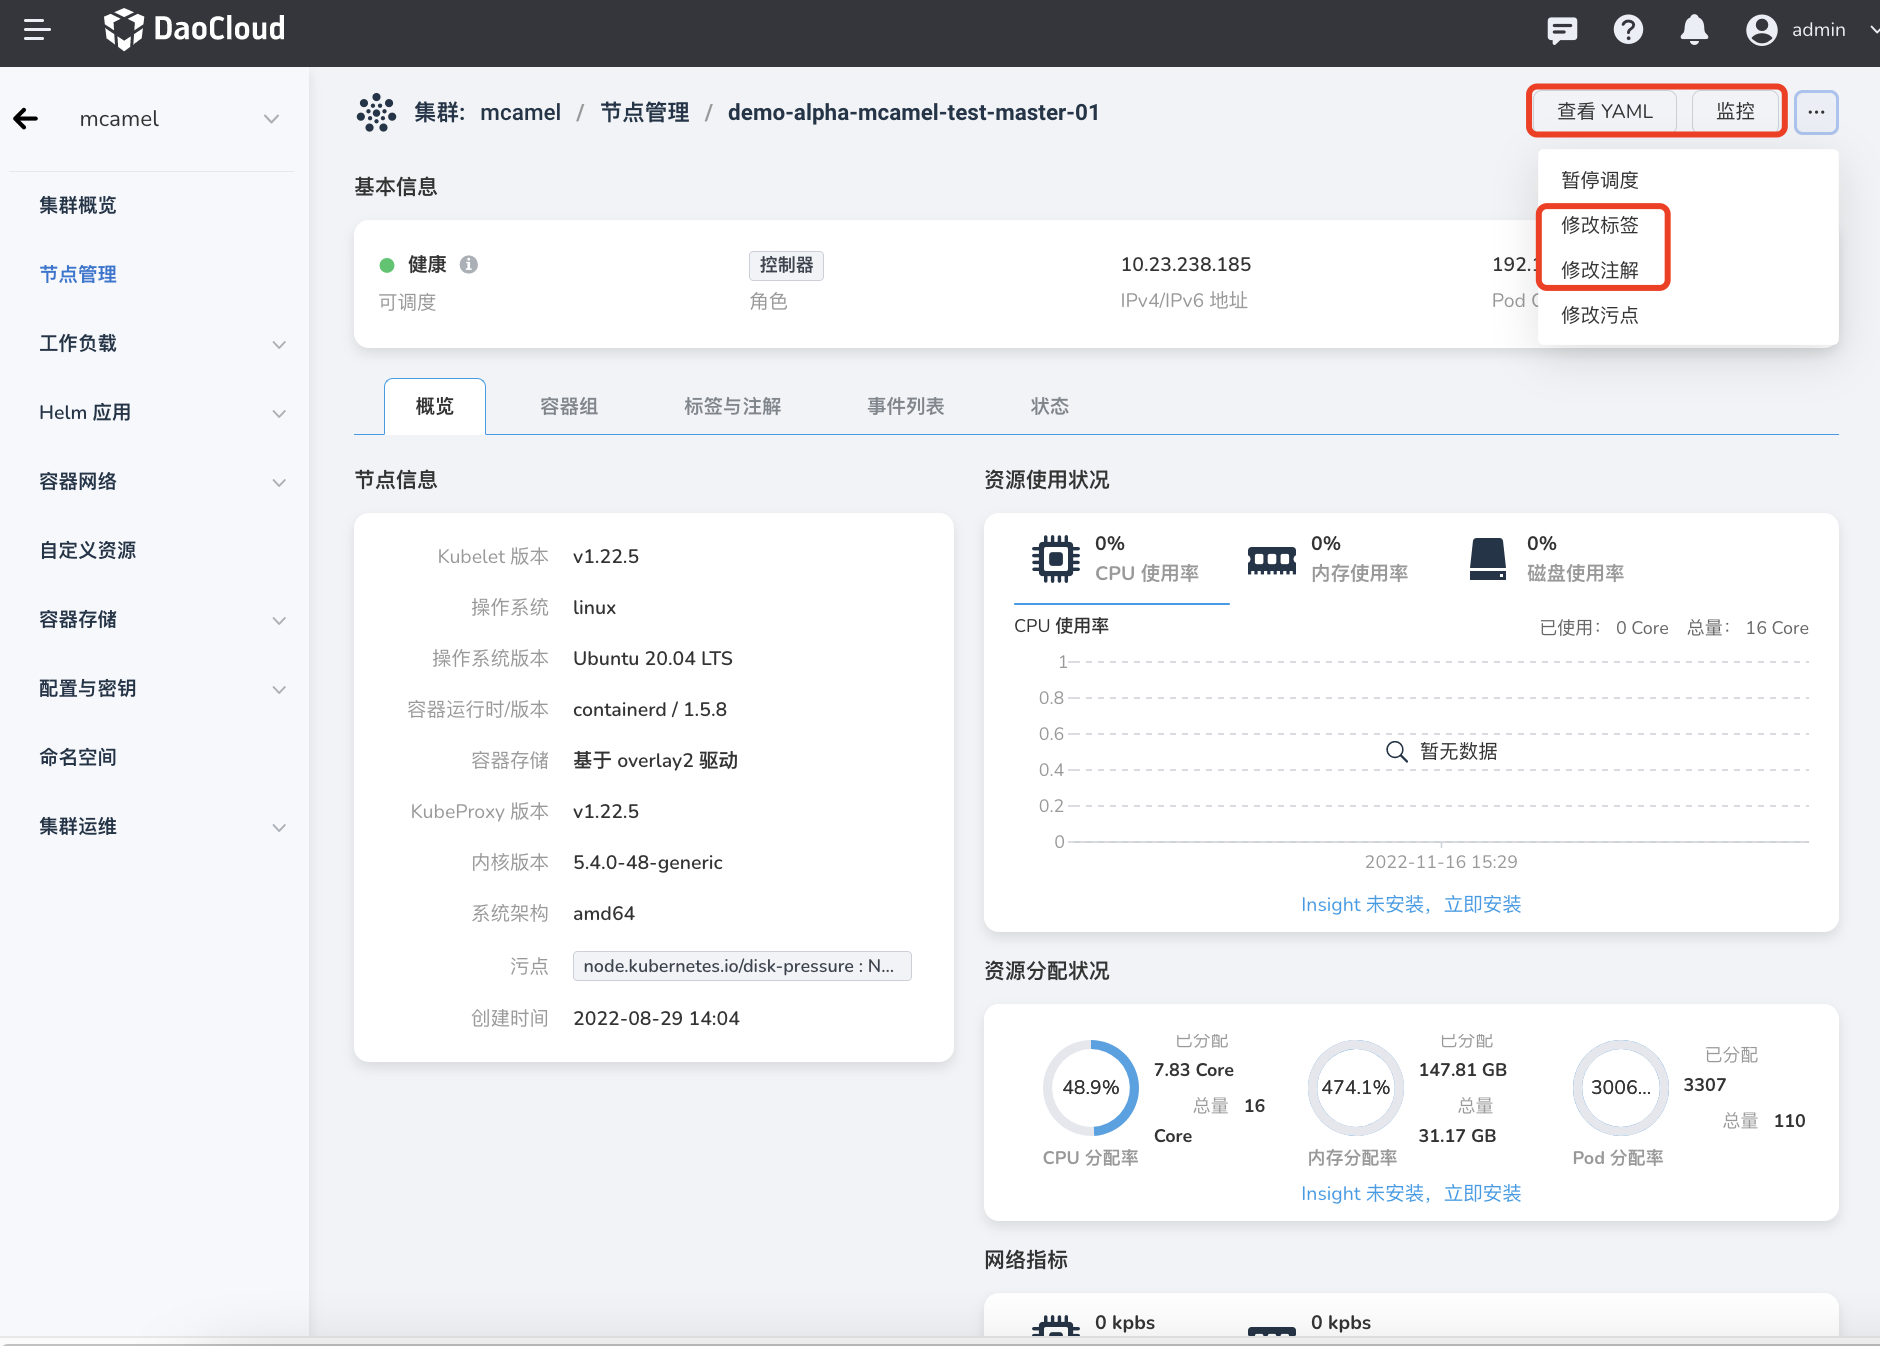 DaoCloud
admin
mcamel
集群概览
节点管理
工作负载
Helm 应用
容器网络
自定义资源
容器存储
配置与密钥
命名空间
集群运维
集群: mcamel / 节点管理 / demo-alpha-mcamel-test-master-01
查看 YAML
监控
暂停调度
修改标签
修改注解
修改污点
基本信息
健康
可调度
控制器
角色
10.23.238.185
IPv4/IPv6 地址
192.
Pod
概览
容器组
标签与注解
事件列表
状态
节点信息
Kubelet 版本 v1.22.5
操作系统 linux
操作系统版本 Ubuntu 20.04 LTS
容器运行时/版本 containerd / 1.5.8
容器存储 基于 overlay2 驱动
KubeProxy 版本 v1.22.5
内核版本 5.4.0-48-generic
系统架构 amd64
污点 node.kubernetes.io/disk-pressure : N...
创建时间 2022-08-29 14:04
资源使用状况
0%
CPU 使用率
0%
内存使用率
0%
磁盘使用率
CPU 使用率
已使用: 0 Core 总量: 16 Core
1
0.8
0.6
0.4
0.2
0
暂无数据
2022-11-16 15:29
Insight 未安装，立即安装
资源分配状况
48.9%
已分配
7.83 Core
总量 16
Core
CPU 分配率
474.1%
已分配
147.81 GB
总量
31.17 GB
内存分配率
3006...
已分配
3307
总量 110
Pod 分配率
Insight 未安装，立即安装
网络指标
0 kpbs
0 kpbs